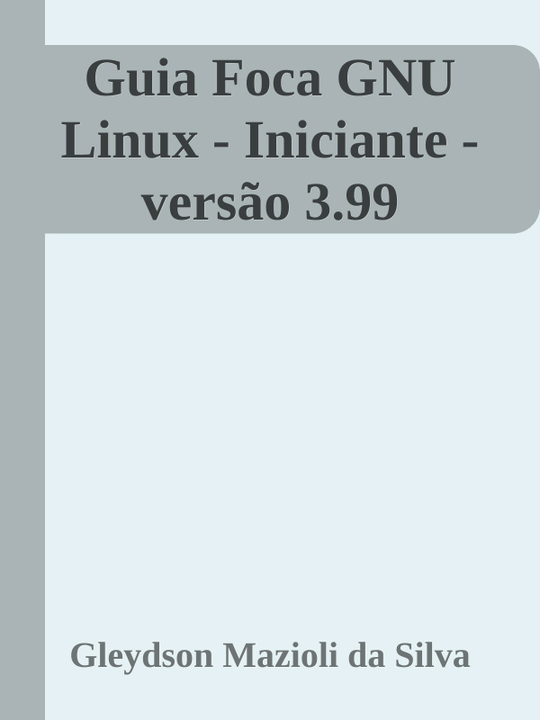 Guia Foca GNU
Linux - Iniciante -
versão 3.99
Gleydson Mazioli da Silva